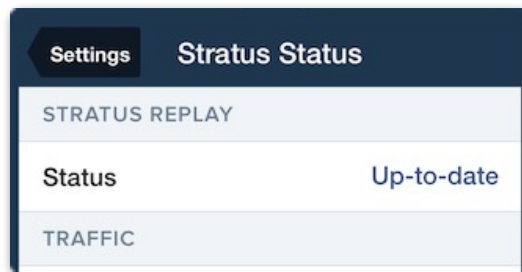 Settings Stratus Status
STRATUS REPLAY
Status Up-to-date
TRAFFIC